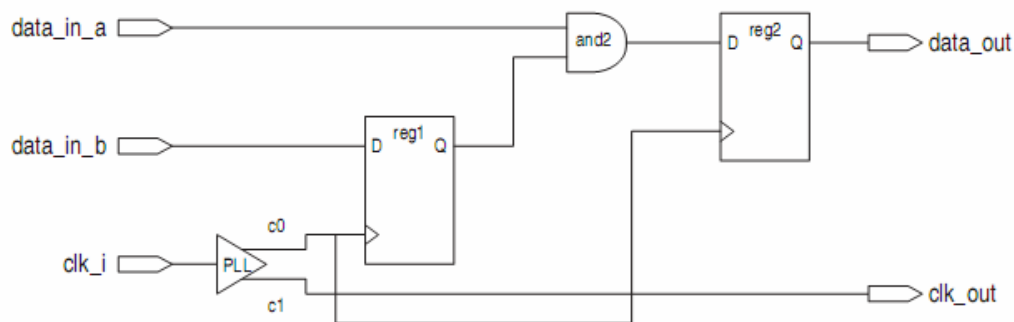 data_in_a
and2
D reg2 Q
data_out
data_in_b
D reg1 Q
c0
clk_i
PLL
c1
clk_out